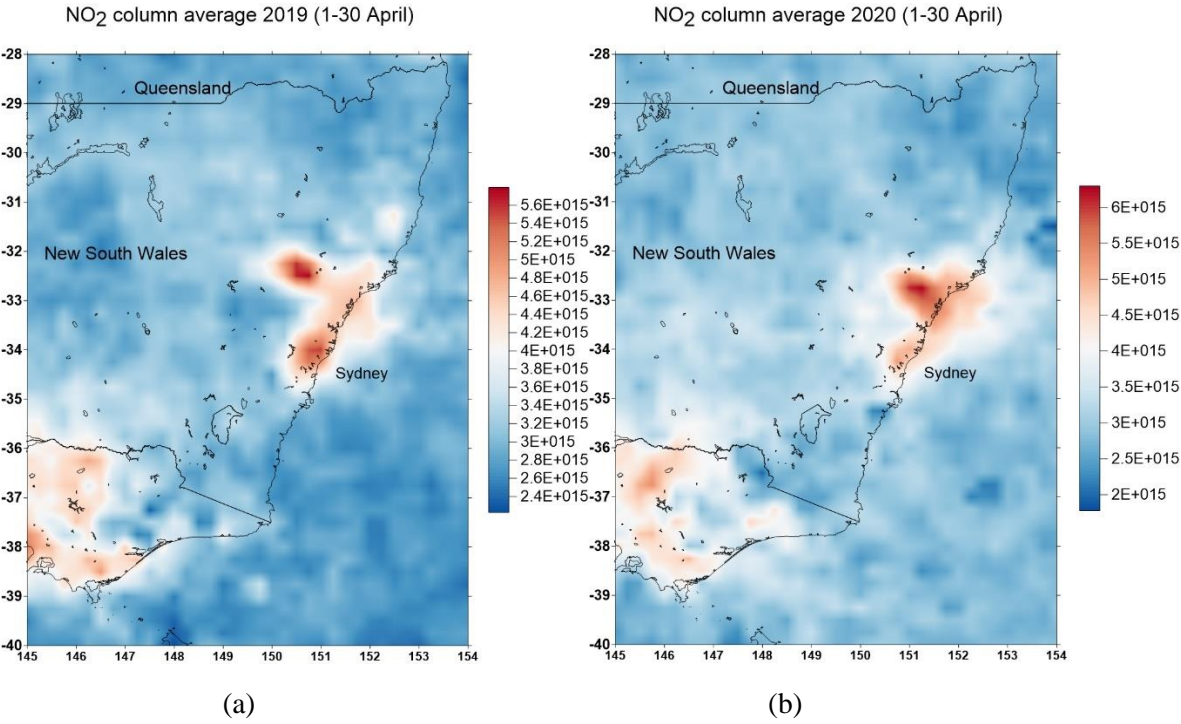 NO2 column average 2019 (1-30 April)
-28
-29
-30
-31
-32
-33
-34
-35
-36
-37
-38
-39
-40
145 146 147 148 149 150 151 152 153 154
Queensland
New South Wales
Sydney
5.6E+015
5.4E+015
5.2E+015
5E+015
4.8E+015
4.6E+015
4.4E+015
4.2E+015
4E+015
3.8E+015
3.6E+015
3.4E+015
3.2E+015
3E+015
2.8E+015
2.6E+015
2.4E+015
(a)
NO2 column average 2020 (1-30 April)
-28
-29
-30
-31
-32
-33
-34
-35
-36
-37
-38
-39
-40
145 146 147 148 149 150 151 152 153 154
Queensland
New South Wales
Sydney
6E+015
5.5E+015
5E+015
4.5E+015
4E+015
3.5E+015
3E+015
2.5E+015
2E+015
(b)